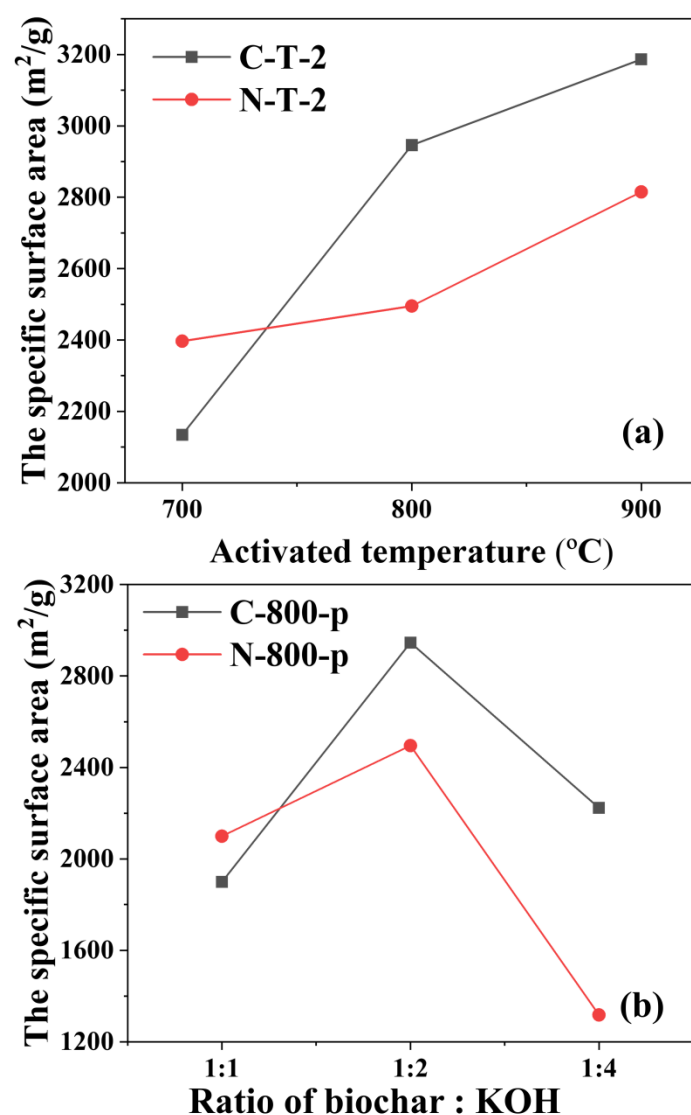 The specific surface area (m²/g)
3200
3000
2800
2600
2400
2200
2000
C-T-2
N-T-2
(a)
700 800 900
Activated temperature (ºC)
The specific surface area (m²/g)
3200
2800
2400
2000
1600
1200
C-800-p
N-800-p
(b)
1:1 1:2 1:4
Ratio of biochar : KOH